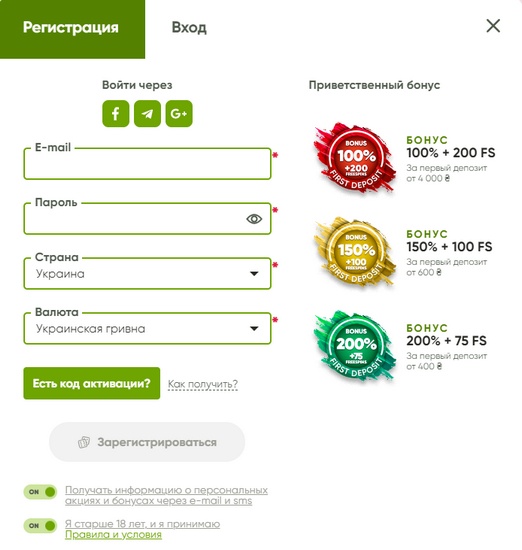 Регистрация
Вход
Войти через
G+
E-mail
Пароль
Страна
Украина
Валюта
Украинская гривна
Есть код активации?
Как получить?
Зарегистрироваться
ON
Получать информацию о персональных
акциях и бонусах через e-mail и sms
ON
Я старше 18 лет, и я принимаю
Правила и условия
Приветственный бонус
BONUS
100%
+200
FREESPINS
FIRST DEPOSIT
БОНУС
100% + 200 FS
За первый депозит
от 4 000 ₴
BONUS
150%
+100
FREESPINS
FIRST DEPOSIT
БОНУС
150% + 100 FS
За первый депозит
от 600 ₴
BONUS
200%
+75
FREESPINS
FIRST DEPOSIT
БОНУС
200% + 75 FS
За первый депозит
от 400 ₴